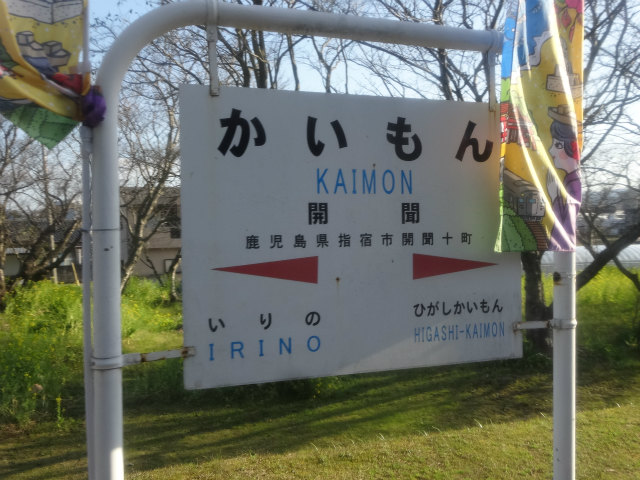 かいもん
KAIMON
開聞
鹿児島県指宿市開聞十町
いりの
IRINO
ひがしかいもん
HIGASHI-KAIMON